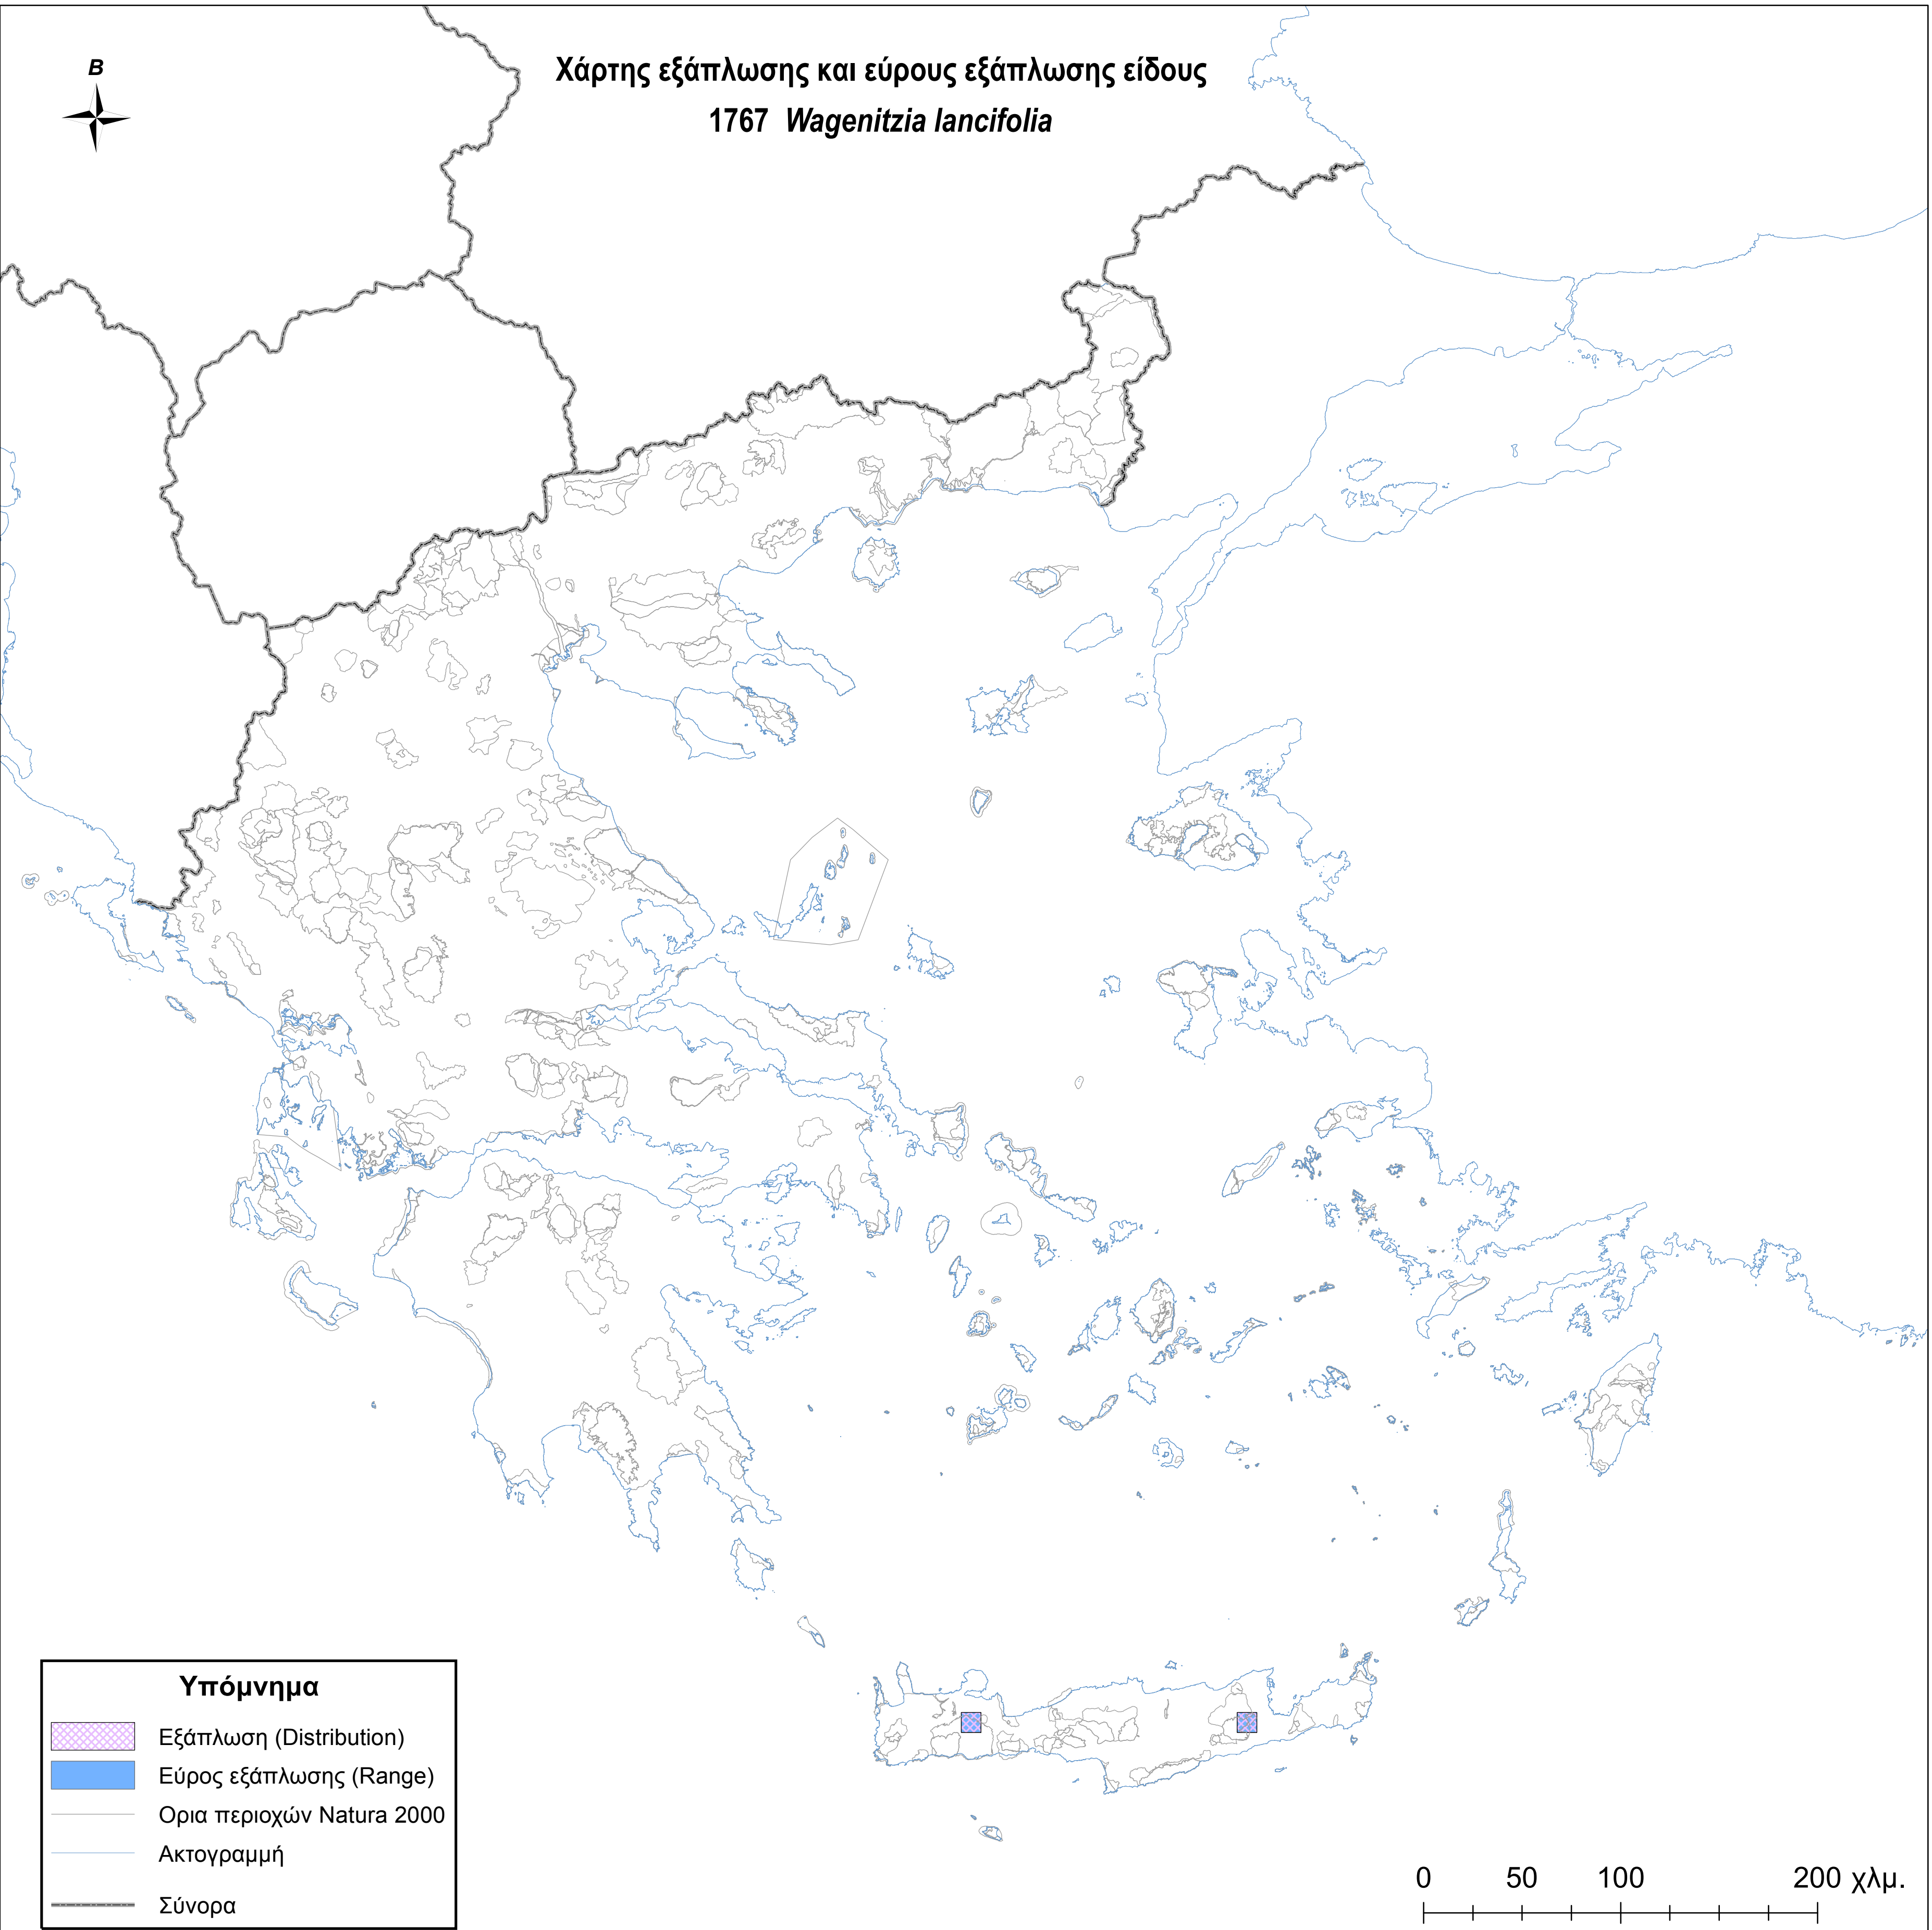 Χάρτης εξάπλωσης και εύρους εξάπλωσης είδους
1767 Wagenitzia lancifolia
Β
Υπόμνημα
Εξάπλωση (Distribution)
Εύρος εξάπλωσης (Range)
Ορια περιοχών Natura 2000
Ακτογραμμή
Σύνορα
0 50 100 200 χλμ.